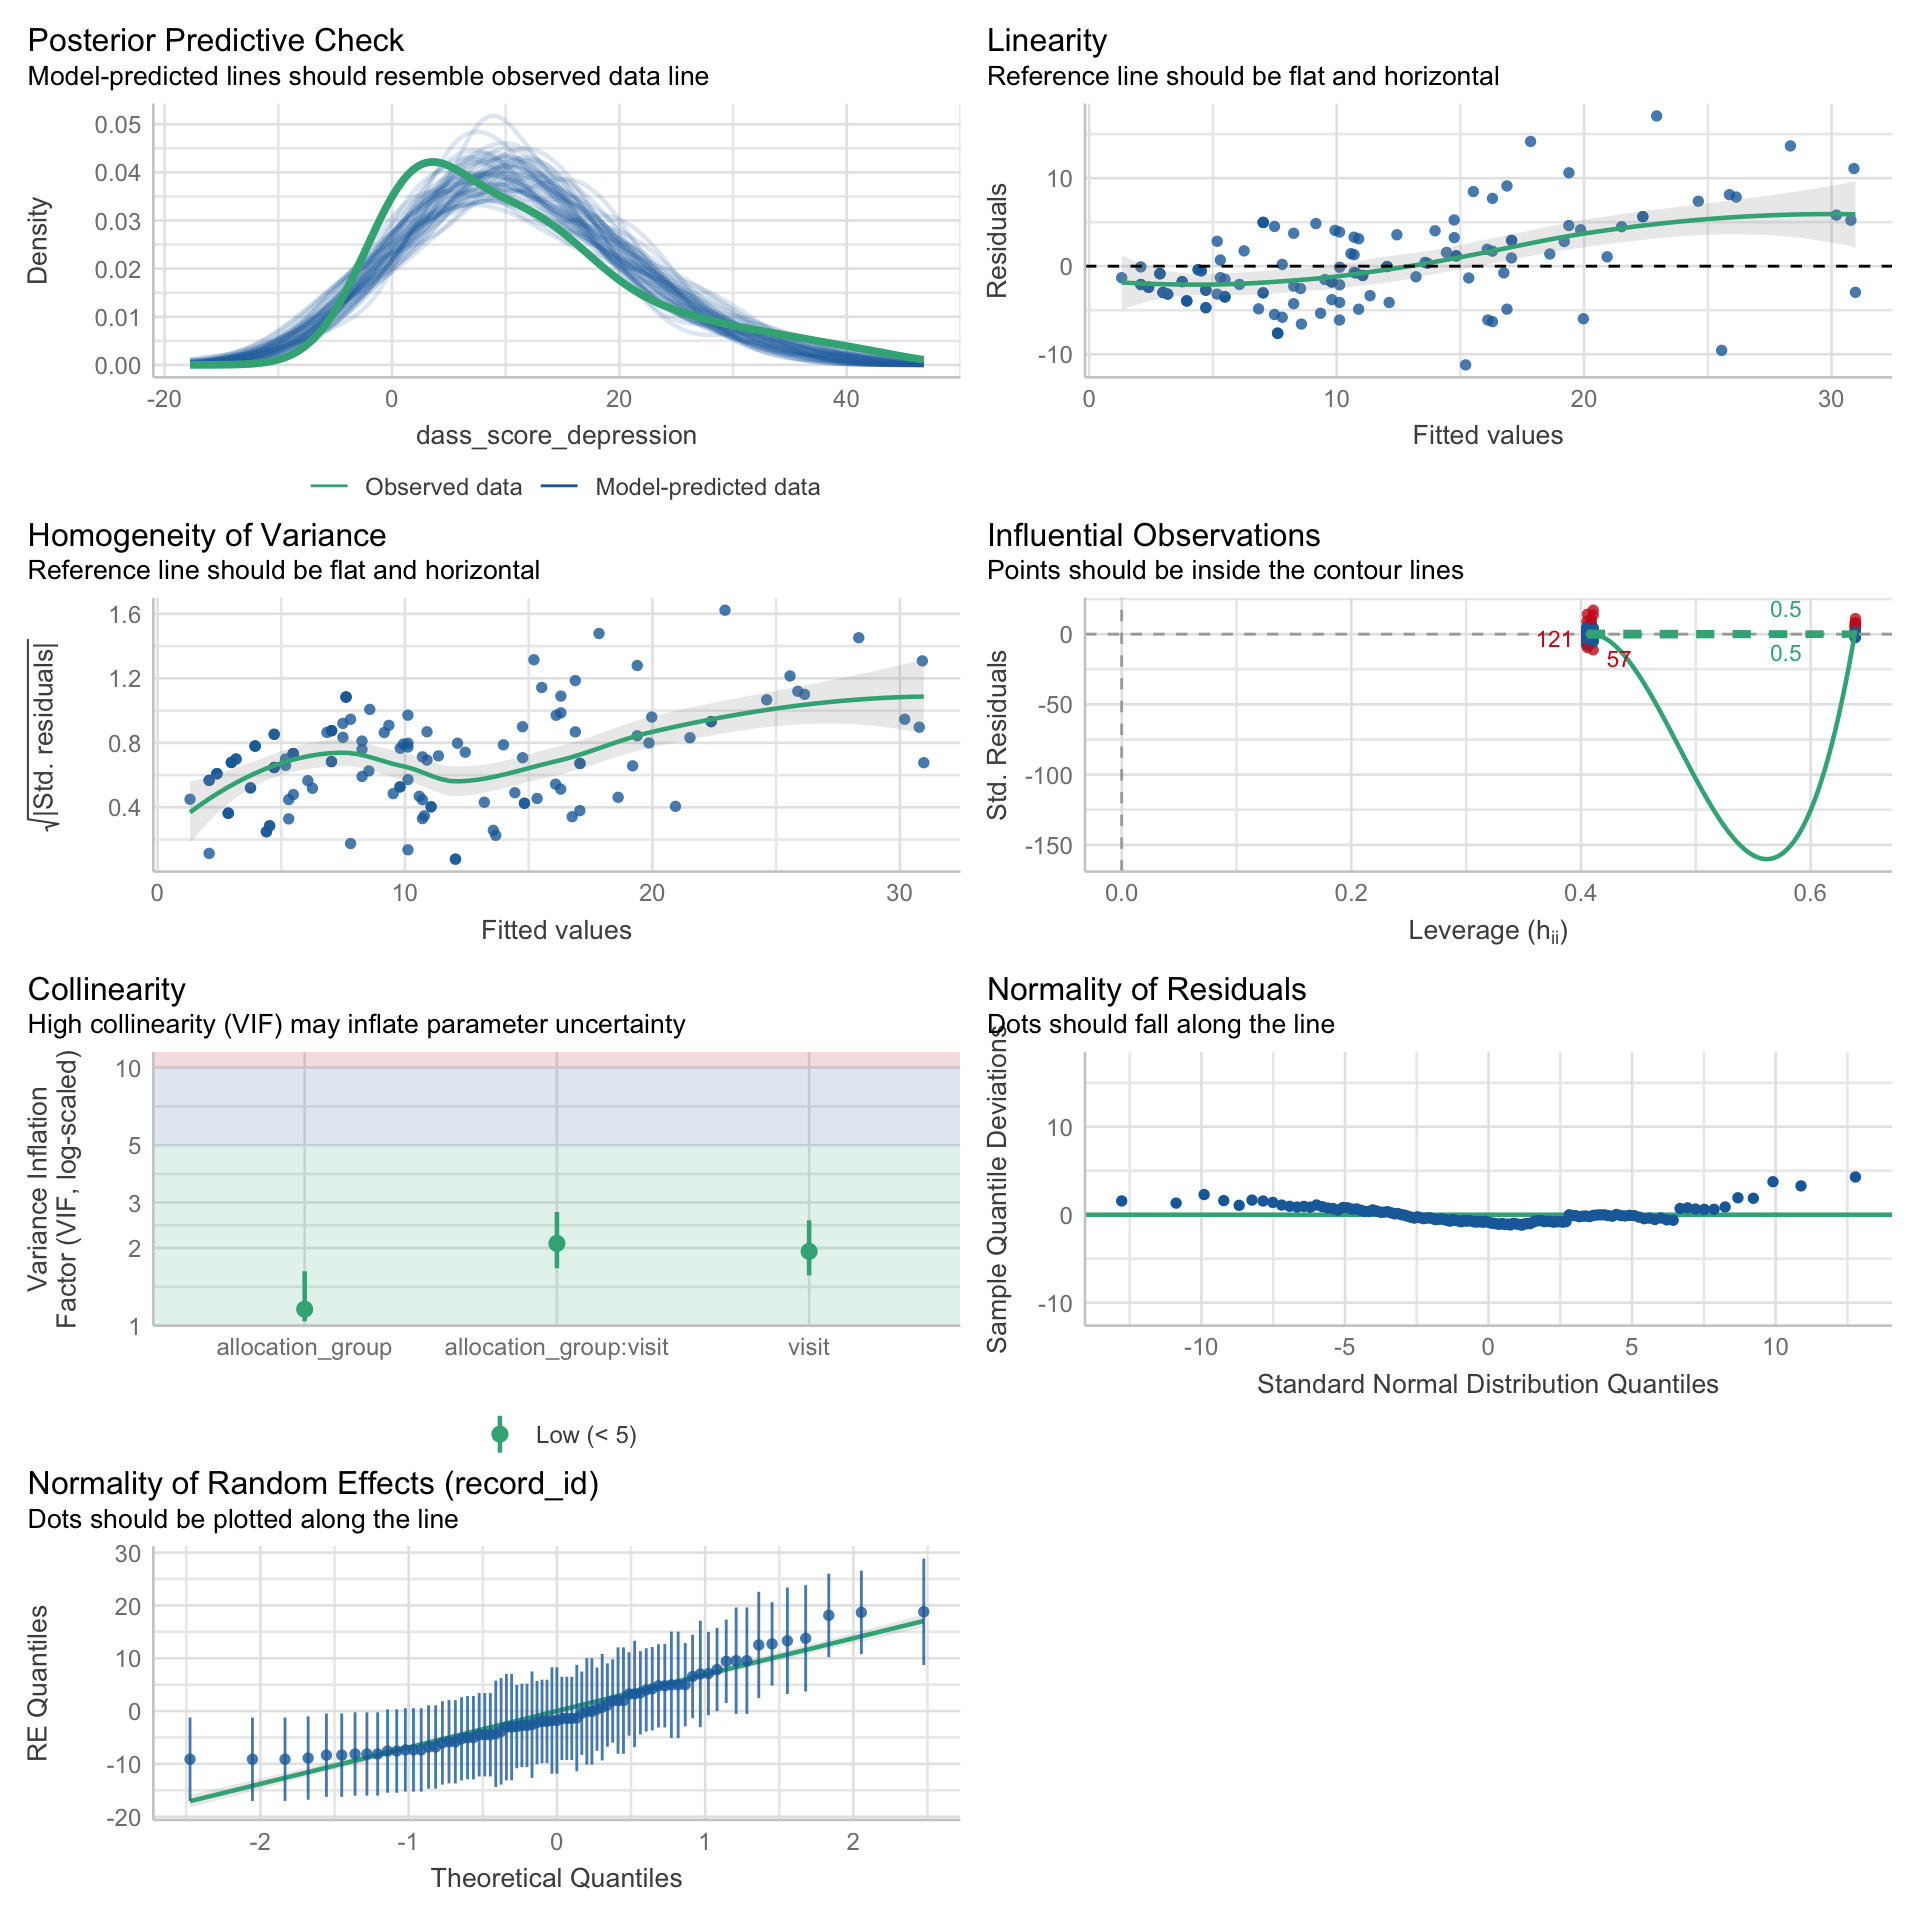 Posterior Predictive Check
Model-predicted lines should resemble observed data line
Density
0.05
0.04
0.03
0.02
0.01
0.00
-20 0 20 40
dass_score_depression
Observed data Model-predicted data
Linearity
Reference line should be flat and horizontal
Residuals
10
0
-10
0 10 20 30
Fitted values
Homogeneity of Variance
Reference line should be flat and horizontal
√|Std. residuals|
1.6
1.2
0.8
0.4
0 10 20 30
Fitted values
Influential Observations
Points should be inside the contour lines
Std. Residuals
0
-50
-100
-150
0.5
121
57
0.5
0.0 0.2 0.4 0.6
Leverage (hii)
Collinearity
High collinearity (VIF) may inflate parameter uncertainty
Variance Inflation
Factor (VIF, log-scaled)
10
5
3
2
1
allocation_group allocation_group:visit visit
Low (< 5)
Normality of Residuals
Dots should fall along the line
Sample Quantile Deviations
10
0
-10
-10 -5 0 5 10
Standard Normal Distribution Quantiles
Normality of Random Effects (record_id)
Dots should be plotted along the line
RE Quantiles
30
20
10
0
-10
-20
-2 -1 0 1 2
Theoretical Quantiles